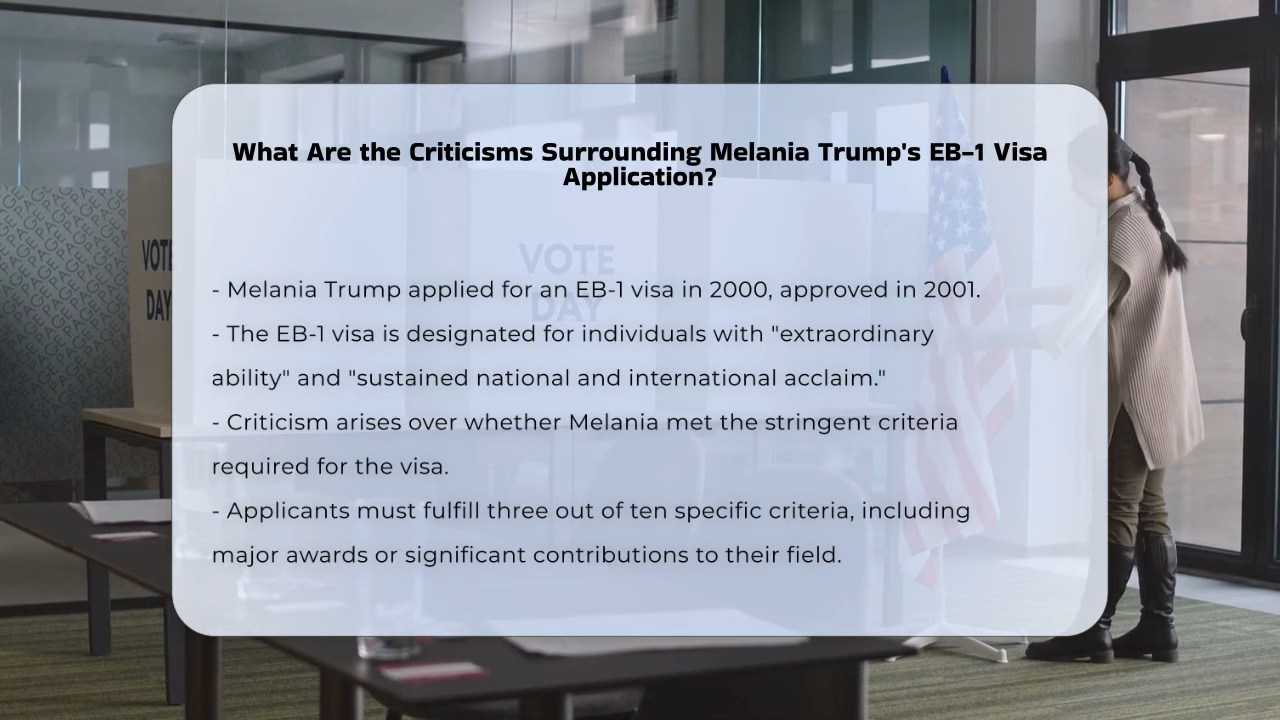 What Are the Criticisms Surrounding Melania Trump's EB-1 Visa
Application?
VOTE
DAY
VOTE
DAY
- Melania Trump applied for an EB-1 visa in 2000, approved in 2001.
- The EB-1 visa is designated for individuals with "extraordinary
ability" and "sustained national and international acclaim."
- Criticism arises over whether Melania met the stringent criteria
required for the visa.
- Applicants must fulfill three out of ten specific criteria, including
major awards or significant contributions to their field.